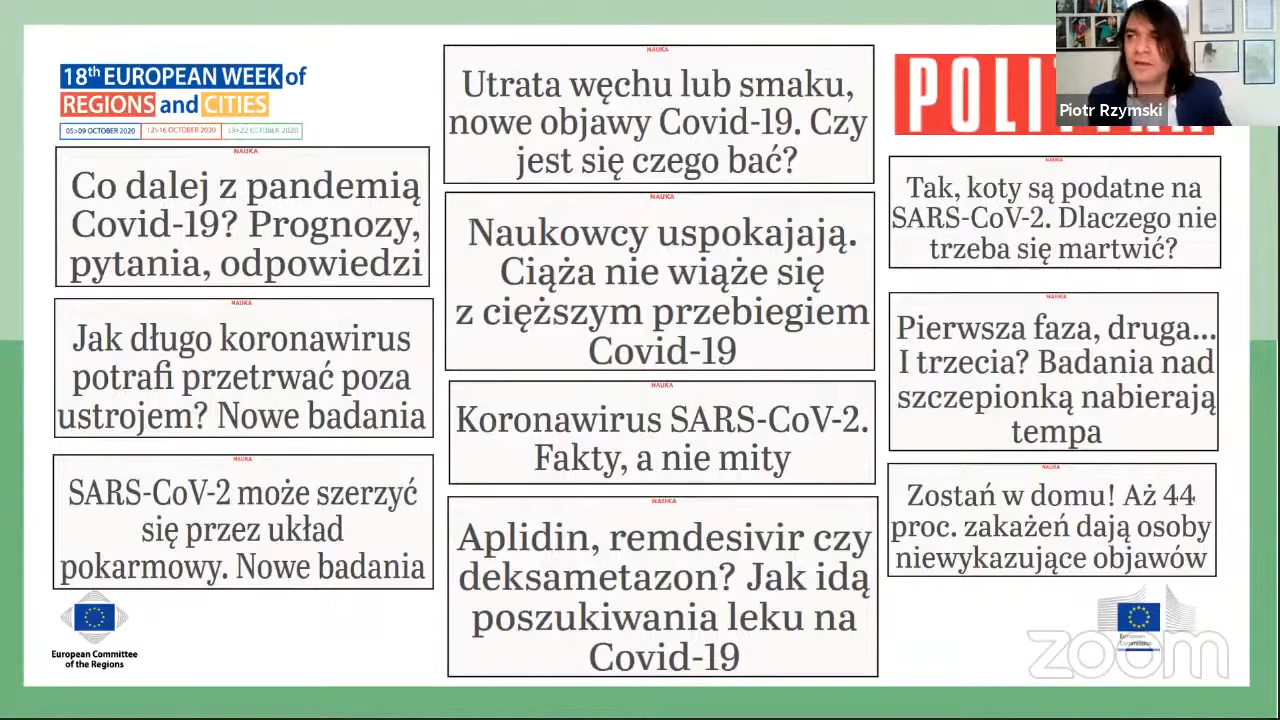 18th EUROPEAN WEEK of
REGIONS and CITIES
05>09 OCTOBER 2020
12>16 OCTOBER 2020
19>22 OCTOBER 2020
NAUKA
Co dalej z pandemią
Covid-19? Prognozy,
pytania, odpowiedzi
NAUKA
Jak długo koronawirus
potrafi przetrwać poza
ustrojem? Nowe badania
NAUKA
SARS-CoV-2 może szerzyć
się przez układ
pokarmowy. Nowe badania
European Committee
of the Regions
NAUKA
Utrata węchu lub smaku,
nowe objawy Covid-19. Czy
jest się czego bać?
NAUKA
Naukowcy uspokajają.
Ciąża nie wiąże się
z cięższym przebiegiem
Covid-19
NAUKA
Koronawirus SARS-CoV-2.
Fakty, a nie mity
NAUKA
Aplidin, remdesivir czy
deksametazon? Jak idą
poszukiwania leku na
Covid-19
Piotr Rzymski
NAUKA
Tak, koty są podatne na
SARS-CoV-2. Dlaczego nie
trzeba się martwić?
NAUKA
Pierwsza faza, druga...
I trzecia? Badania nad
szczepionką nabierają
tempa
NAUKA
Zostań w domu! Aż 44
proc. zakażeń dają osoby
niewykazujące objawów
European
Commission
zoom